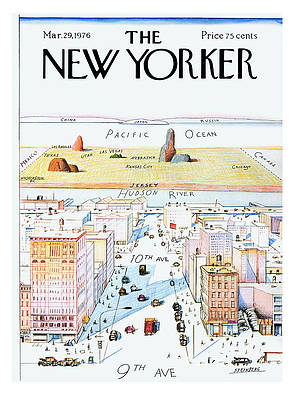 Mar. 29, 1976
THE
Price 75 cents
NEW YORKER
CHINA
JAPAN
RUSSIA
PACIFIC OCEAN
MEXICO
LOS ANGELES
TEXAS
UTAH
LAS VEGAS
NEBRASKA
KANSAS CITY
CHICAGO
CANADA
WASHINGTON D.C.
JERSEY
HUDSON RIVER
10TH AVE
9TH AVE
STEINBERG